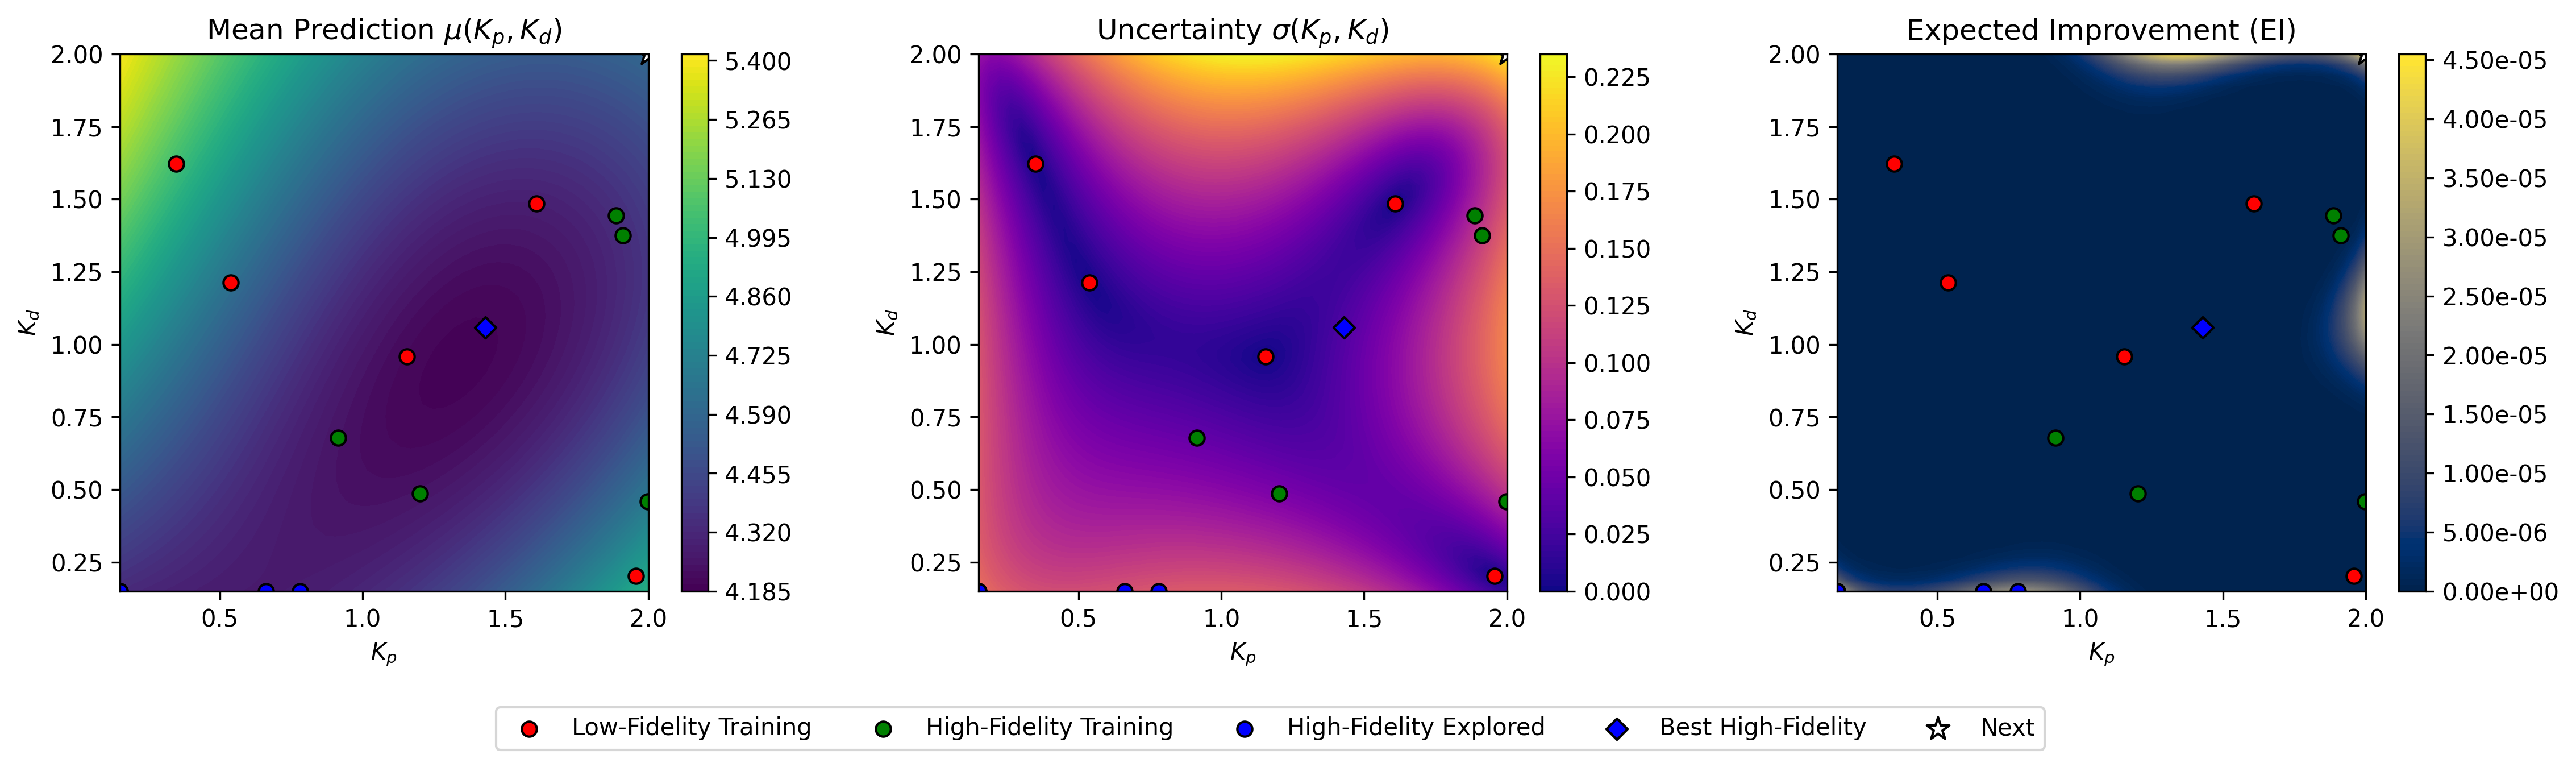 Mean Prediction μ(K_p, K_d)
Uncertainty σ(K_p, K_d)
Expected Improvement (EI)
2.00
1.75
1.50
1.25
1.00
0.75
0.50
0.25
K_d
0.5
1.0
1.5
2.0
K_p
5.400
5.265
5.130
4.995
4.860
4.725
4.590
4.455
4.320
4.185
2.00
1.75
1.50
1.25
1.00
0.75
0.50
0.25
K_d
0.5
1.0
1.5
2.0
K_p
0.225
0.200
0.175
0.150
0.125
0.100
0.075
0.050
0.025
0.000
2.00
1.75
1.50
1.25
1.00
0.75
0.50
0.25
K_d
0.5
1.0
1.5
2.0
K_p
4.50e-05
4.00e-05
3.50e-05
3.00e-05
2.50e-05
2.00e-05
1.50e-05
1.00e-05
5.00e-06
0.00e+00
Low-Fidelity Training
High-Fidelity Training
High-Fidelity Explored
Best High-Fidelity
Next